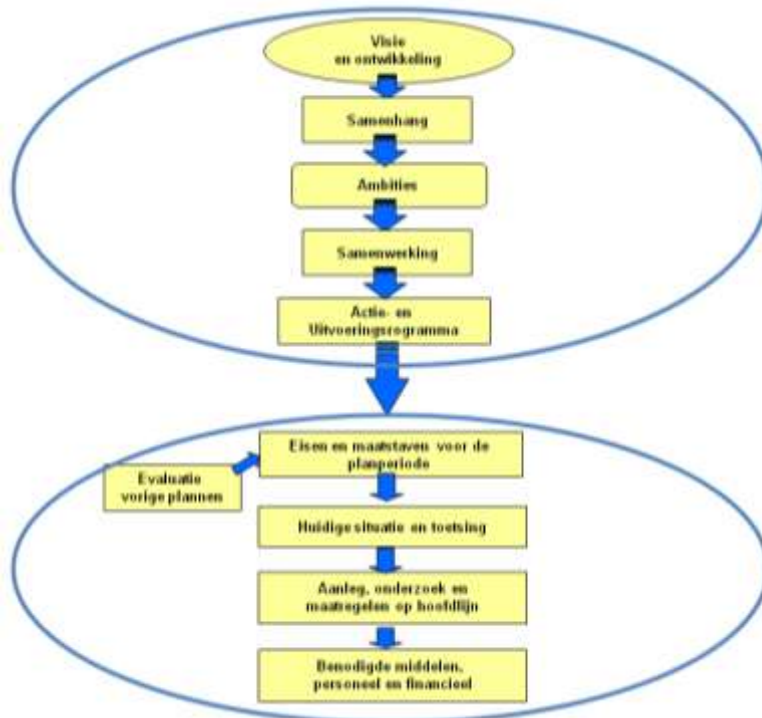 Visie
en ontwikkeling
Samenhang
Ambities
Samenwerking
Actie- en
Uitvoeringsrogramma
Eisen en maatstaven voor de
planperiode
Evaluatie
vorige plannen
Huidige situatie en toetsing
Aanleg, onderzoek en
maatregelen op hoofdlijn
Benodigde middelen,
personeel en financieel